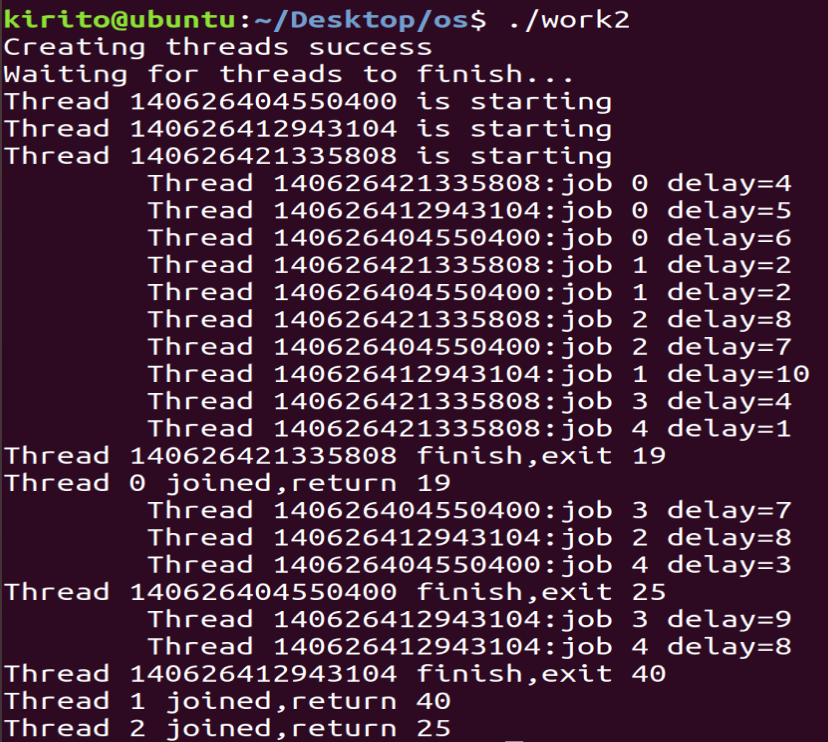 kirito@ubuntu:~/Desktop/os$ ./work2
Creating threads success
Waiting for threads to finish...
Thread 140626404550400 is starting
Thread 140626412943104 is starting
Thread 140626421335808 is starting
Thread 140626421335808:job 0 delay=4
Thread 140626412943104:job 0 delay=5
Thread 140626404550400:job 0 delay=6
Thread 140626421335808:job 1 delay=2
Thread 140626404550400:job 1 delay=2
Thread 140626421335808:job 2 delay=8
Thread 140626404550400:job 2 delay=7
Thread 140626412943104:job 1 delay=10
Thread 140626421335808:job 3 delay=4
Thread 140626421335808:job 4 delay=1
Thread 140626421335808 finish,exit 19
Thread 0 joined,return 19
Thread 140626404550400:job 3 delay=7
Thread 140626412943104:job 2 delay=8
Thread 140626404550400:job 4 delay=3
Thread 140626404550400 finish,exit 25
Thread 140626412943104:job 3 delay=9
Thread 140626412943104:job 4 delay=8
Thread 140626412943104 finish,exit 40
Thread 1 joined,return 40
Thread 2 joined,return 25